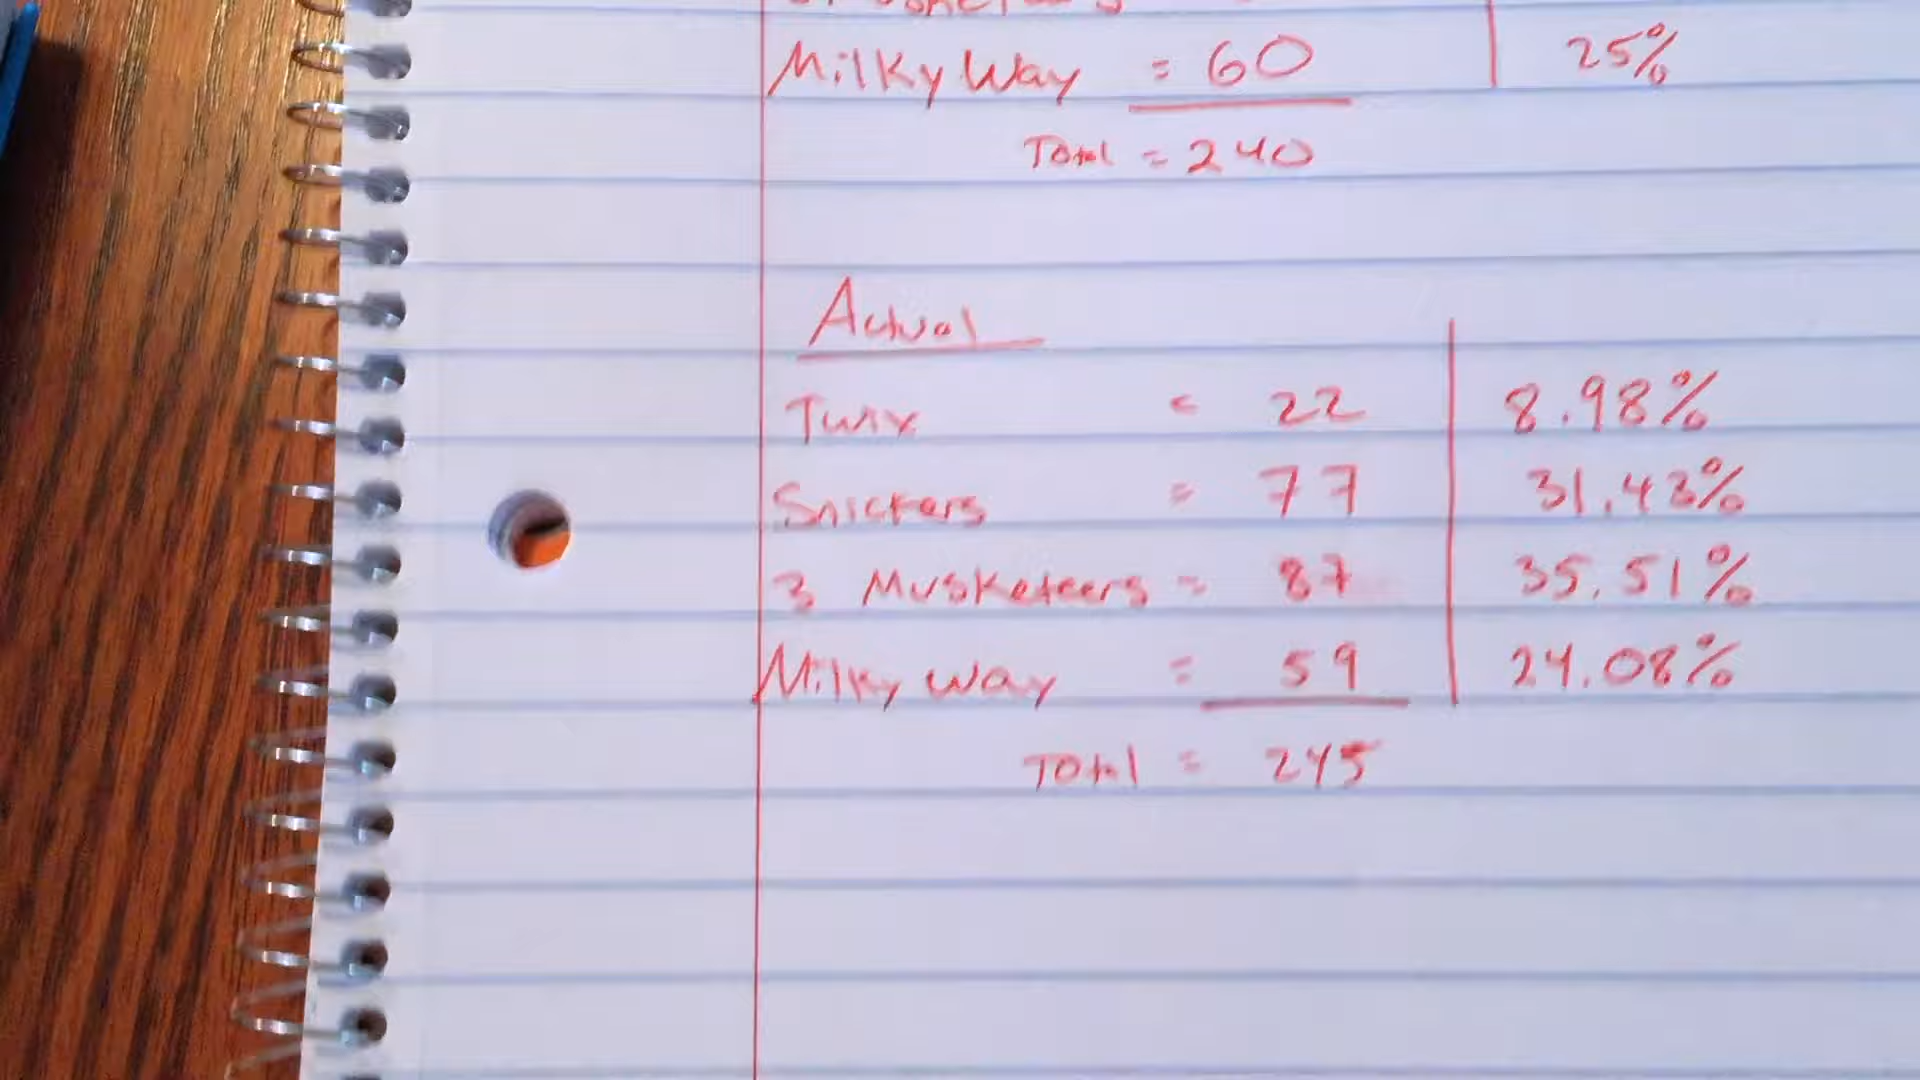 Musketeers
Milky Way = 60 25%
Total = 240
Actual
Twix = 22 8.98%
Snickers = 77 31.43%
3 Musketeers = 87 35.51%
Milky Way = 59 24.08%
Total = 245